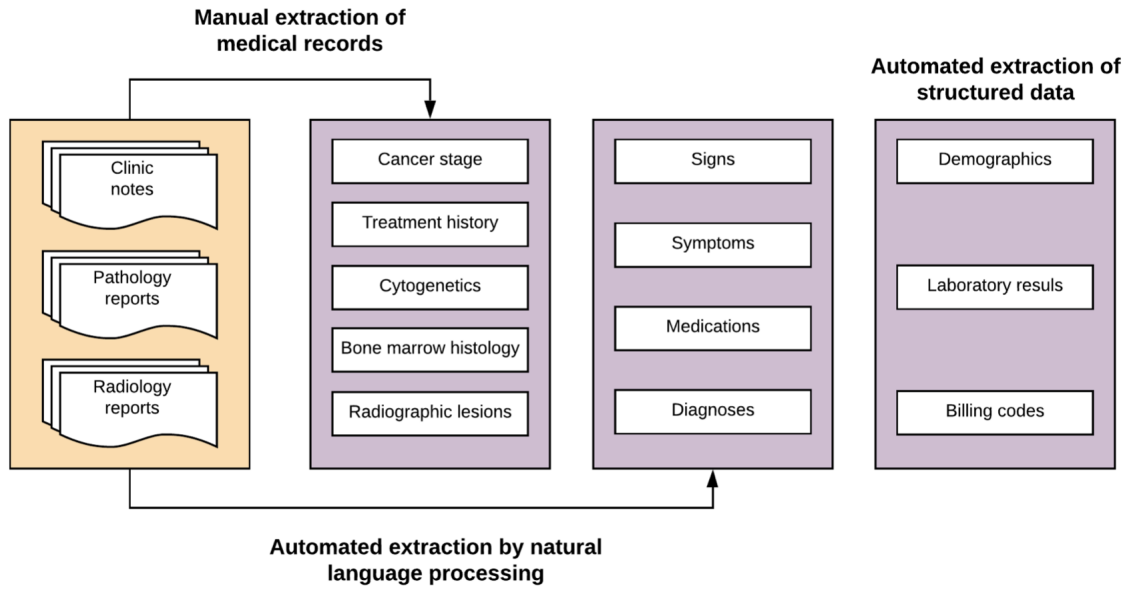 Manual extraction of
medical records
Automated extraction of
structured data
Clinic
notes
Pathology
reports
Radiology
reports
Cancer stage
Treatment history
Cytogenetics
Bone marrow histology
Radiographic lesions
Signs
Symptoms
Medications
Diagnoses
Demographics
Laboratory resuls
Billing codes
Automated extraction by natural
language processing